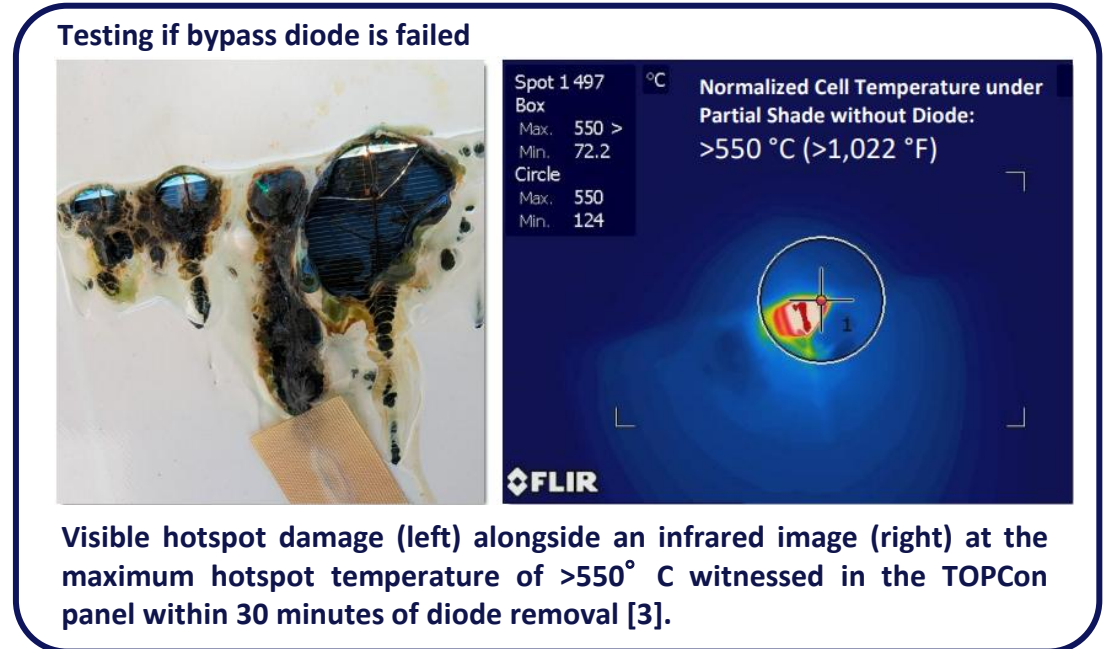 Testing if bypass diode is failed
Spot 1 497
°C
Box
Max. 550 >
Min. 72.2
Circle
Max. 550
Min. 124
Normalized Cell Temperature under
Partial Shade without Diode:
>550 °C (>1,022 °F)
1
FLIR
Visible hotspot damage (left) alongside an infrared image (right) at the
maximum hotspot temperature of >550° C witnessed in the TOPCon
panel within 30 minutes of diode removal [3].